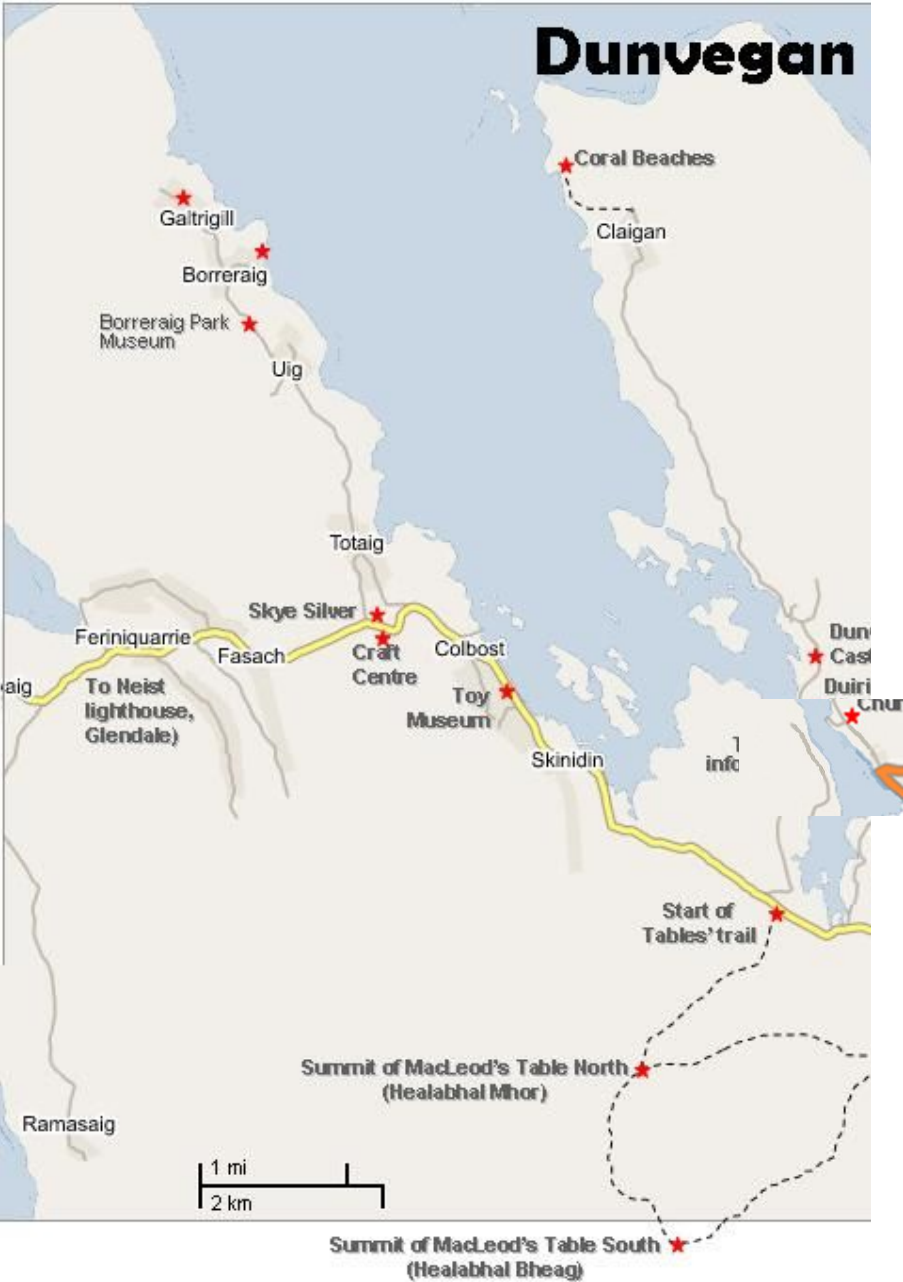 Dunvegan
Coral Beaches
Galtrigill
Claigan
Borreraig
Borreraig Park
Museum
Uig
Totaig
Skye Silver
Feriniquarrie
Fasach
Craft
Centre
Colbost
To Neist
lighthouse,
Glendale)
Toy
Museum
Skinidin
Start of
Tables' trail
Summit of MacLeod's Table North
(Healabhal Mhor)
Ramasaig
1 mi
2 km
Summit of MacLeod's Table South
(Healabhal Bheag)